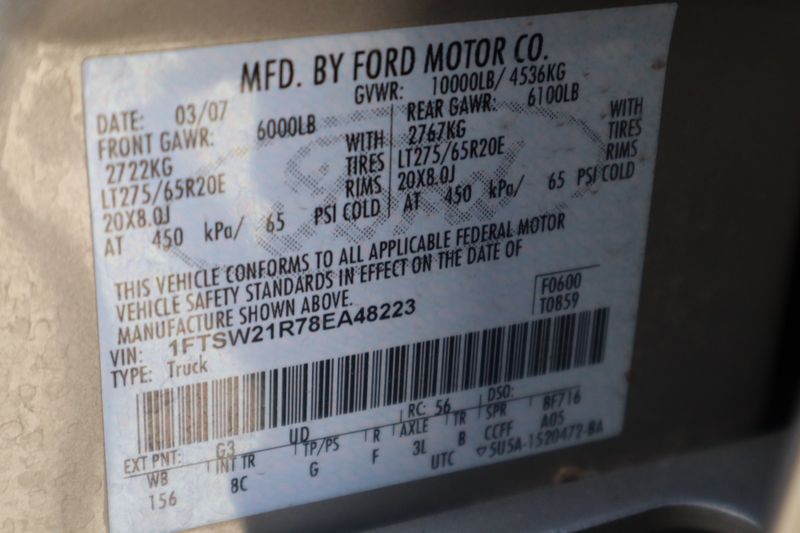 MFD. BY FORD MOTOR CO.
DATE: 03/07 GVWR: 10000LB/ 4536KG
FRONT GAWR: 6000LB REAR GAWR: 6100LB
2722KG WITH 2767KG WITH
LT275/65R20E TIRES LT275/65R20E TIRES
20X8.0J RIMS 20X8.0J RIMS
AT 450 kPa/ 65 PSI COLD AT 450 kPa/ 65 PSI COLD
THIS VEHICLE CONFORMS TO ALL APPLICABLE FEDERAL MOTOR
VEHICLE SAFETY STANDARDS IN EFFECT ON THE DATE OF
MANUFACTURE SHOWN ABOVE.
F0600
T0859
VIN: 1FTSW21R78EA48223
TYPE: Truck
EXT PNT: G3 UD RC: 56 DSO: BF716
WB INT TR TP/PS R AXLE TR SPR A05
156 8C G F 3L B CCFF
UTC ▽5U5A-1520472-BA